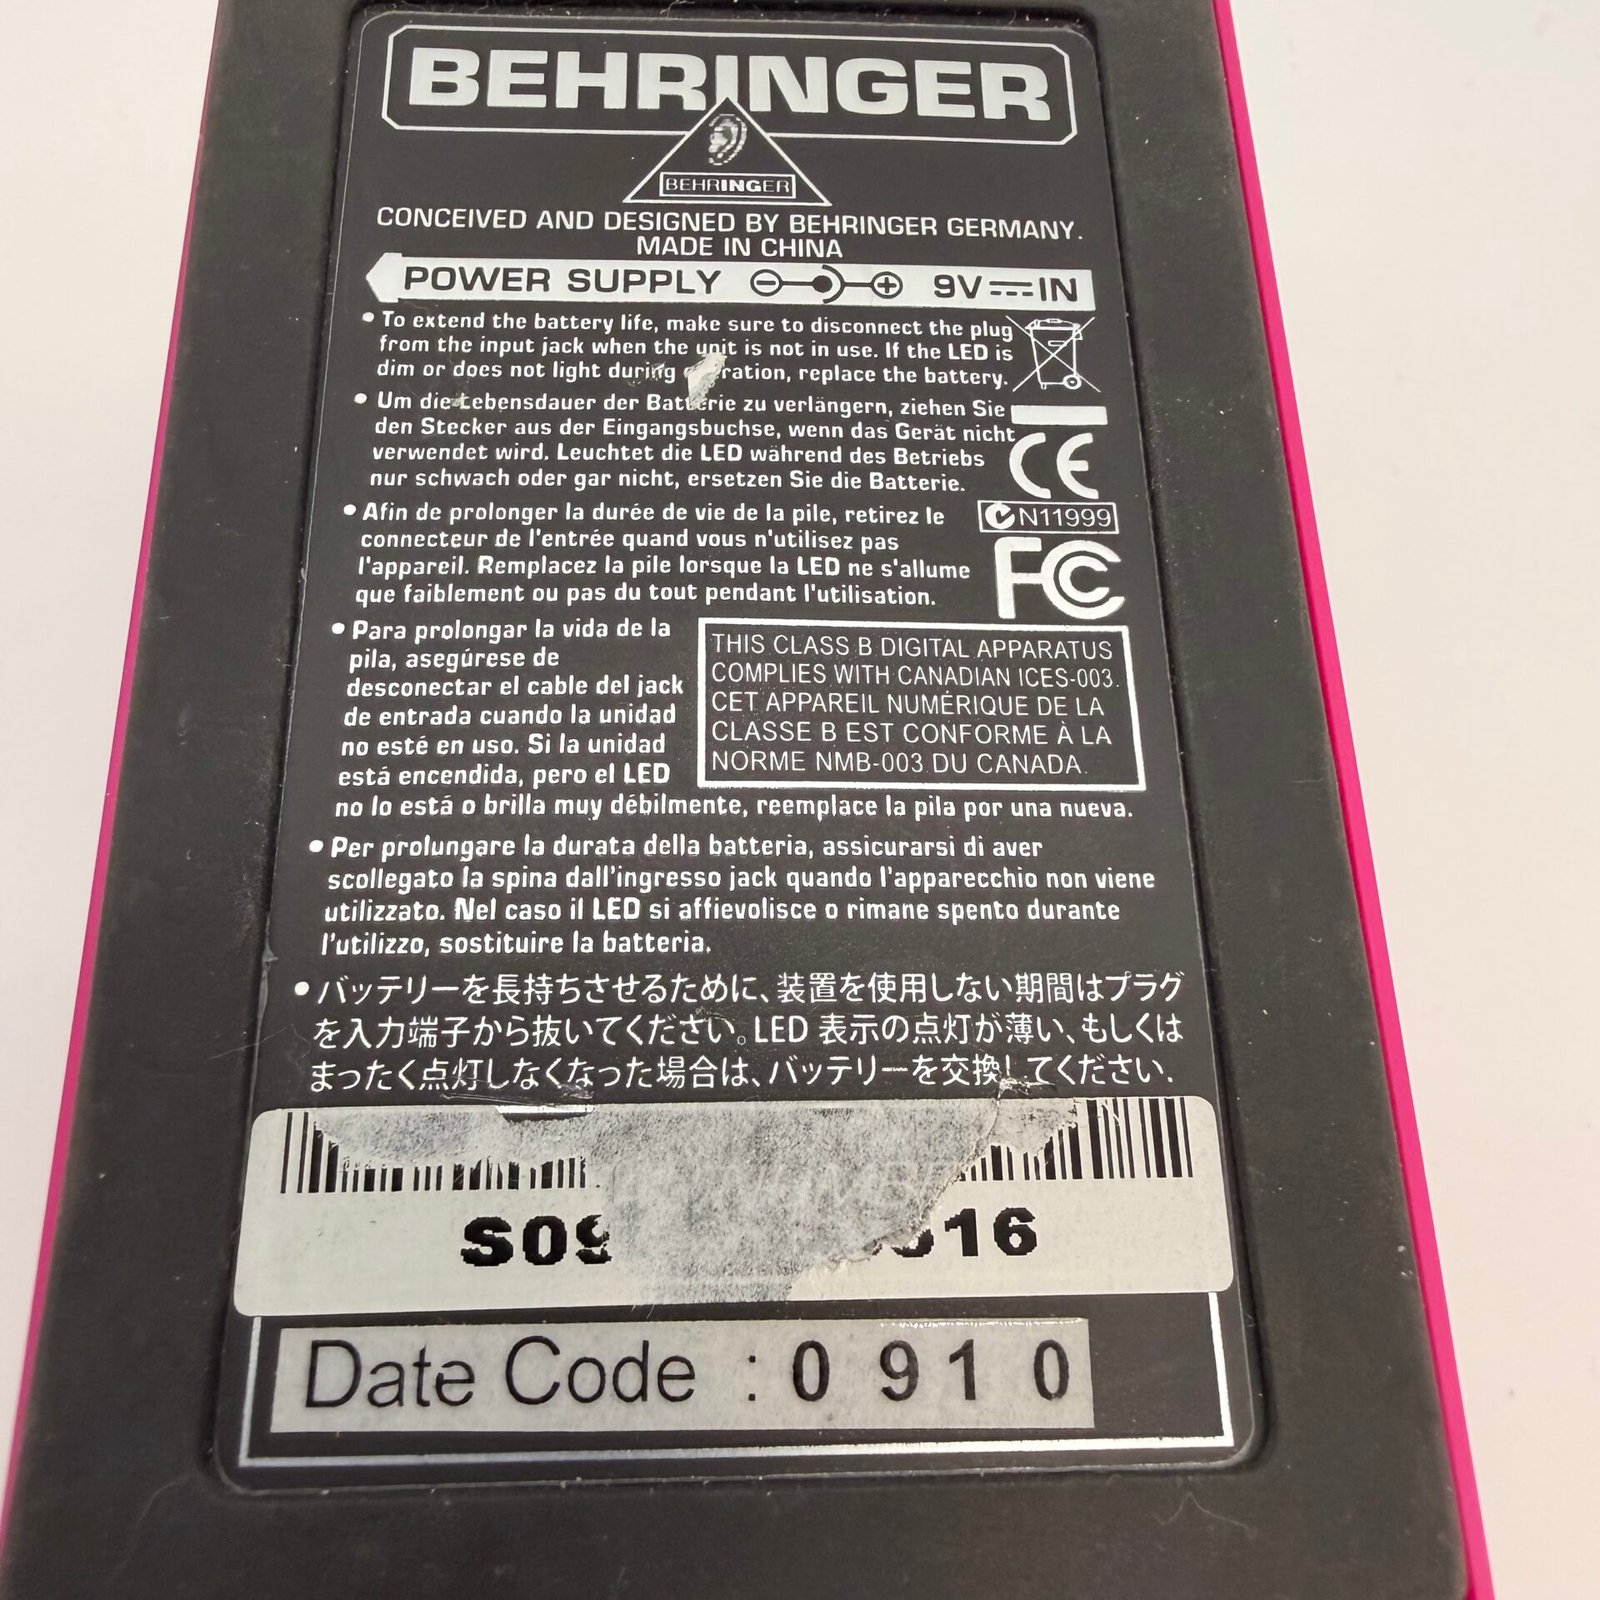 BEHRINGER
BEHRINGER
CONCEIVED AND DESIGNED BY BEHRINGER GERMANY.
MADE IN CHINA
POWER SUPPLY 9V IN
• To extend the battery life, make sure to disconnect the plug
from the input jack when the unit is not in use. If the LED is
dim or does not light during ration, replace the battery.
• Um die Lebensdauer der Batterie zu verlängern, ziehen Sie
den Stecker aus der Eingangsbuchse, wenn das Gerät nicht
verwendet wird. Leuchtet die LED während des Betriebs
nur schwach oder gar nicht, ersetzen Sie die Batterie.
CE
• Afin de prolonger la durée de vie de la pile, retirez le
connecteur de l'entrée quand vous n'utilisez pas
l'appareil. Remplacez la pile lorsque la LED ne s'allume
que faiblement ou pas du tout pendant l'utilisation.
N11999
FC
• Para prolongar la vida de la
pila, asegúrese de
desconectar el cable del jack
de entrada cuando la unidad
no esté en uso. Si la unidad
está encendida, pero el LED
no lo está o brilla muy débilmente, reemplace la pila por una nueva.
THIS CLASS B DIGITAL APPARATUS
COMPLIES WITH CANADIAN ICES-003.
CET APPAREIL NUMÉRIQUE DE LA
CLASSE B EST CONFORME À LA
NORME NMB-003 DU CANADA.
• Per prolungare la durata della batteria, assicurarsi di aver
scollegato la spina dall'ingresso jack quando l'apparecchio non viene
utilizzato. Nel caso il LED si affievolisce o rimane spento durante
l'utilizzo, sostituire la batteria.
• バッテリーを長持ちさせるために、装置を使用しない期間はプラグ
を入力端子から抜いてください。LED 表示の点灯が薄い、もしくは
まったく点灯しなくなった場合は、バッテリーを交換してください.
S09 16
Date Code : 0 9 1 0